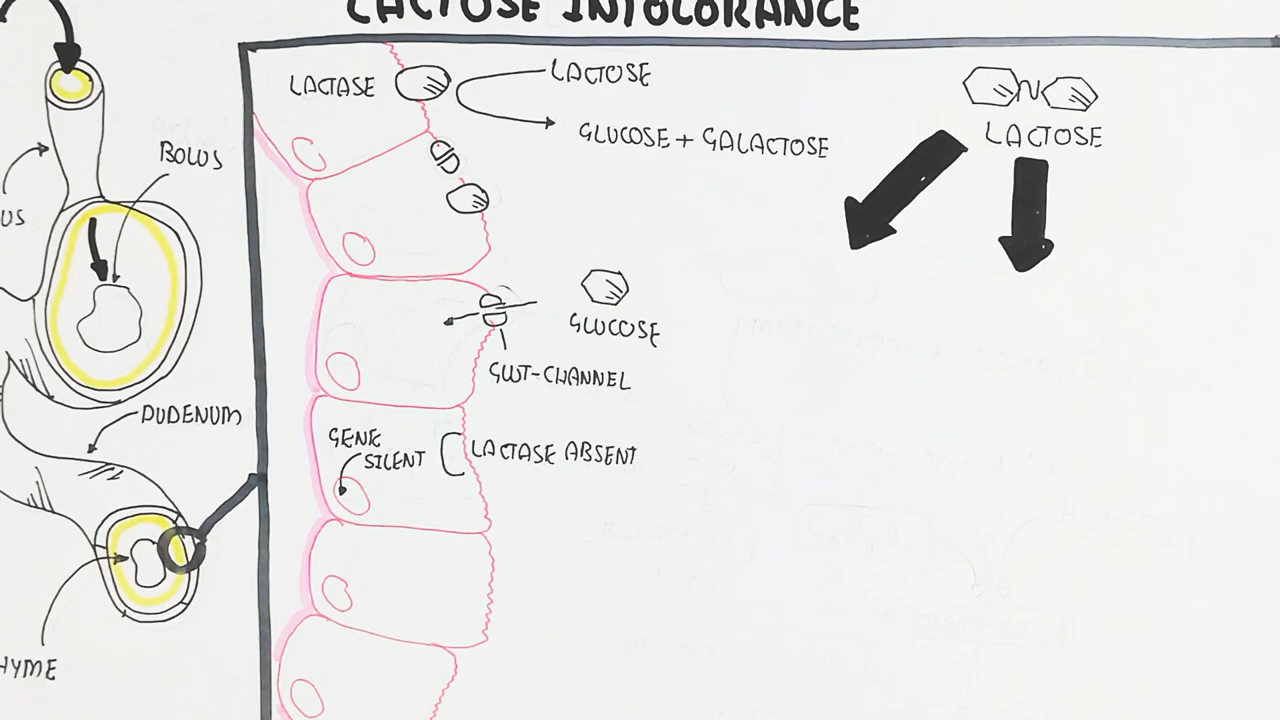 LACTOSE INTOLORANCE
LACTASE
LACTOSE
GLUCOSE + GALACTOSE
LACTOSE
BOLUS
US
GLUCOSE
GLUT-CHANNEL
DUDENUM
GENE
SILENT
LACTASE ABSENT
HYME